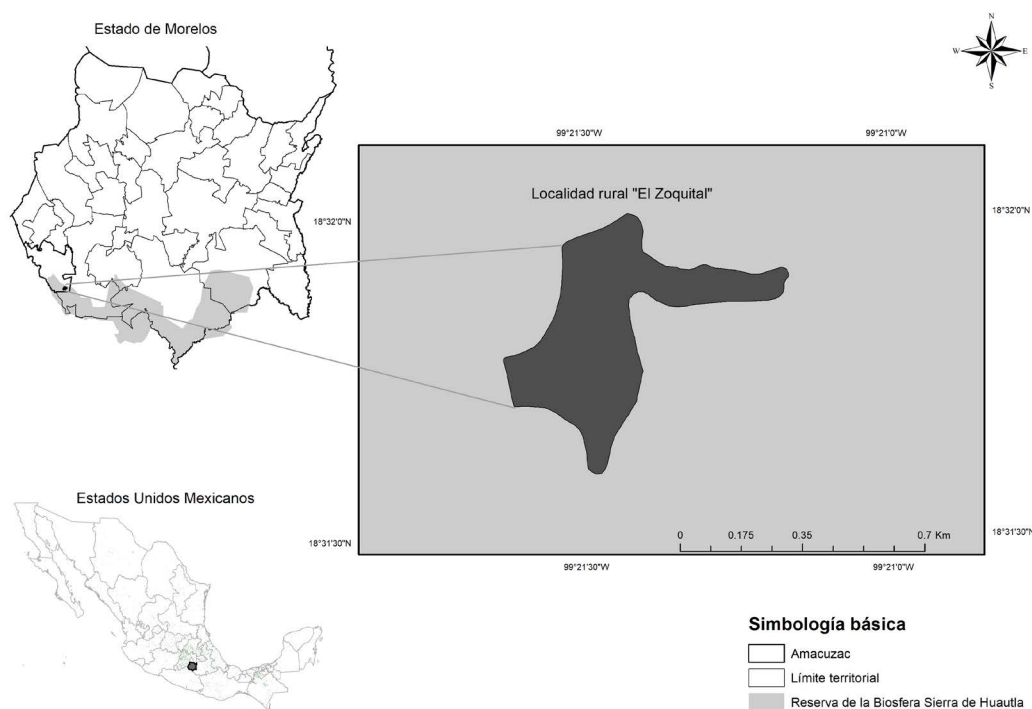 Estado de Morelos
N
W
E
S
99°21'30"W
99°21'0"W
Localidad rural "El Zoquital"
18°32'0"N
18°32'0"N
0
0.175
0.35
0.7 Km
18°31'30"N
18°31'30"N
99°21'30"W
99°21'0"W
Estados Unidos Mexicanos
Simbología básica
Amacuzac
Límite territorial
Reserva de la Biosfera Sierra de Huautla